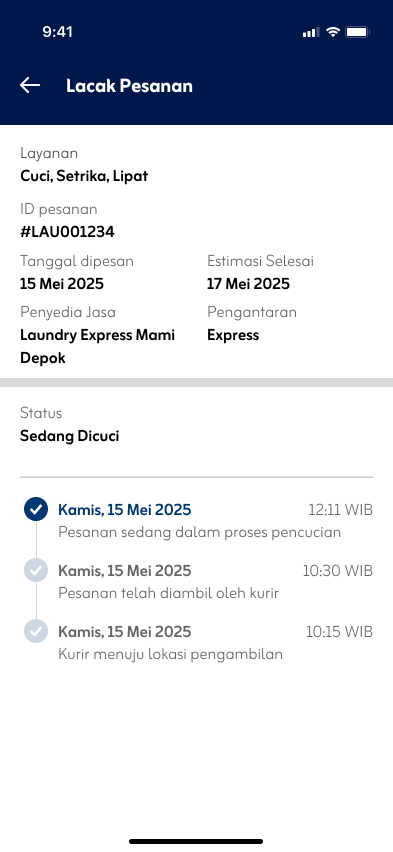 9:41
Lacak Pesanan
Layanan
Cuci, Setrika, Lipat
ID pesanan
#LAU001234
Tanggal dipesan
15 Mei 2025
Estimasi Selesai
17 Mei 2025
Penyedia Jasa
Laundry Express Mami
Depok
Pengantaran
Express
Status
Sedang Dicuci
Kamis, 15 Mei 2025 12:11 WIB
Pesanan sedang dalam proses pencucian
Kamis, 15 Mei 2025 10:30 WIB
Pesanan telah diambil oleh kurir
Kamis, 15 Mei 2025 10:15 WIB
Kurir menuju lokasi pengambilan